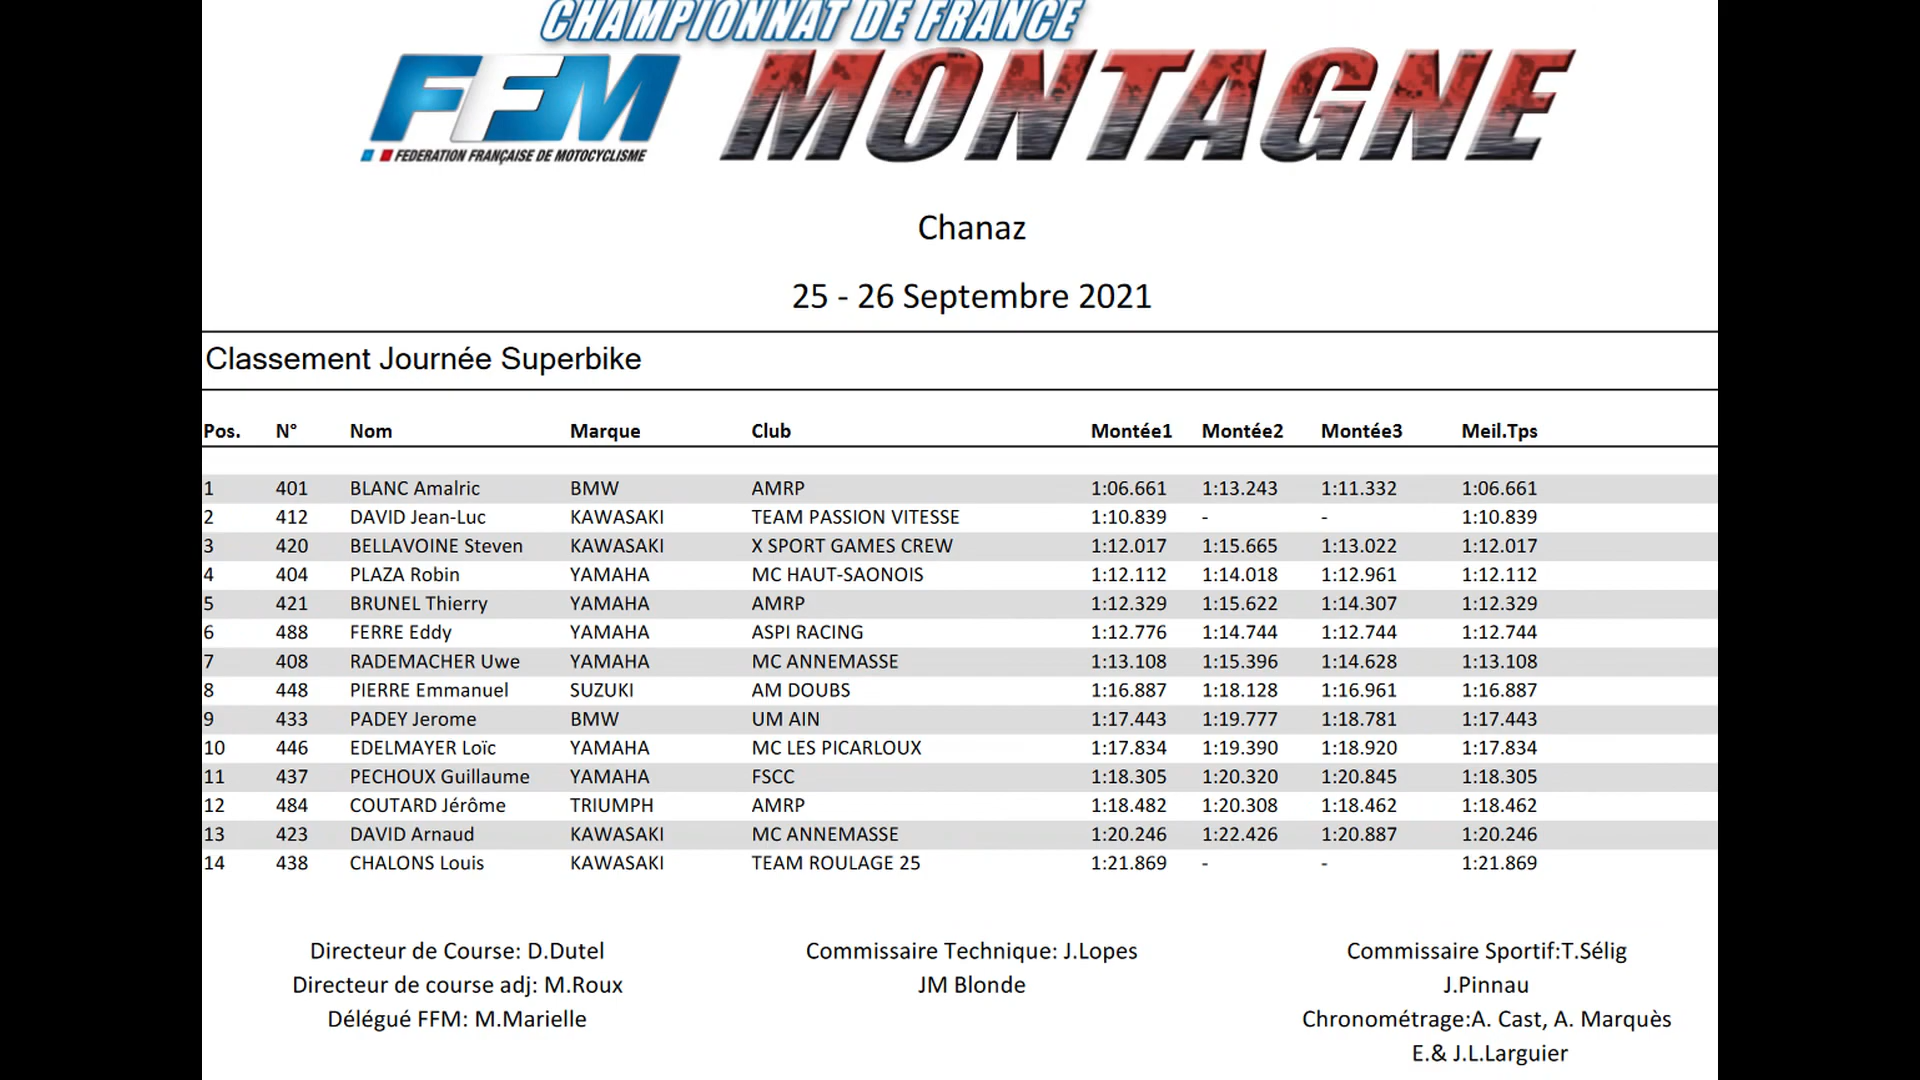 CHAMPIONNAT DE FRANCE
FFM MONTAGNE
FEDERATION FRANÇAISE DE MOTOCYCLISME
Chanaz
25 - 26 Septembre 2021
Classement Journée Superbike
Pos. N° Nom Marque Club Montée1 Montée2 Montée3 Meil.Tps
1 401 BLANC Amalric BMW AMRP 1:06.661 1:13.243 1:11.332 1:06.661
2 412 DAVID Jean-Luc KAWASAKI TEAM PASSION VITESSE 1:10.839 - - 1:10.839
3 420 BELLAVOINE Steven KAWASAKI X SPORT GAMES CREW 1:12.017 1:15.665 1:13.022 1:12.017
4 404 PLAZA Robin YAMAHA MC HAUT-SAONOIS 1:12.112 1:14.018 1:12.961 1:12.112
5 421 BRUNEL Thierry YAMAHA AMRP 1:12.329 1:15.622 1:14.307 1:12.329
6 488 FERRE Eddy YAMAHA ASPI RACING 1:12.776 1:14.744 1:12.744 1:12.744
7 408 RADEMACHER Uwe YAMAHA MC ANNEMASSE 1:13.108 1:15.396 1:14.628 1:13.108
8 448 PIERRE Emmanuel SUZUKI AM DOUBS 1:16.887 1:18.128 1:16.961 1:16.887
9 433 PADEY Jerome BMW UM AIN 1:17.443 1:19.777 1:18.781 1:17.443
10 446 EDELMAYER Loïc YAMAHA MC LES PICARLOUX 1:17.834 1:19.390 1:18.920 1:17.834
11 437 PECHOUX Guillaume YAMAHA FSCC 1:18.305 1:20.320 1:20.845 1:18.305
12 484 COUTARD Jérôme TRIUMPH AMRP 1:18.482 1:20.308 1:18.462 1:18.462
13 423 DAVID Arnaud KAWASAKI MC ANNEMASSE 1:20.246 1:22.426 1:20.887 1:20.246
14 438 CHALONS Louis KAWASAKI TEAM ROULAGE 25 1:21.869 - - 1:21.869
Directeur de Course: D.Dutel Commissaire Technique: J.Lopes Commissaire Sportif:T.Sélig
Directeur de course adj: M.Roux JM Blonde J.Pinnau
Délégué FFM: M.Marielle Chronométrage:A. Cast, A. Marquès
E.& J.L.Larguier